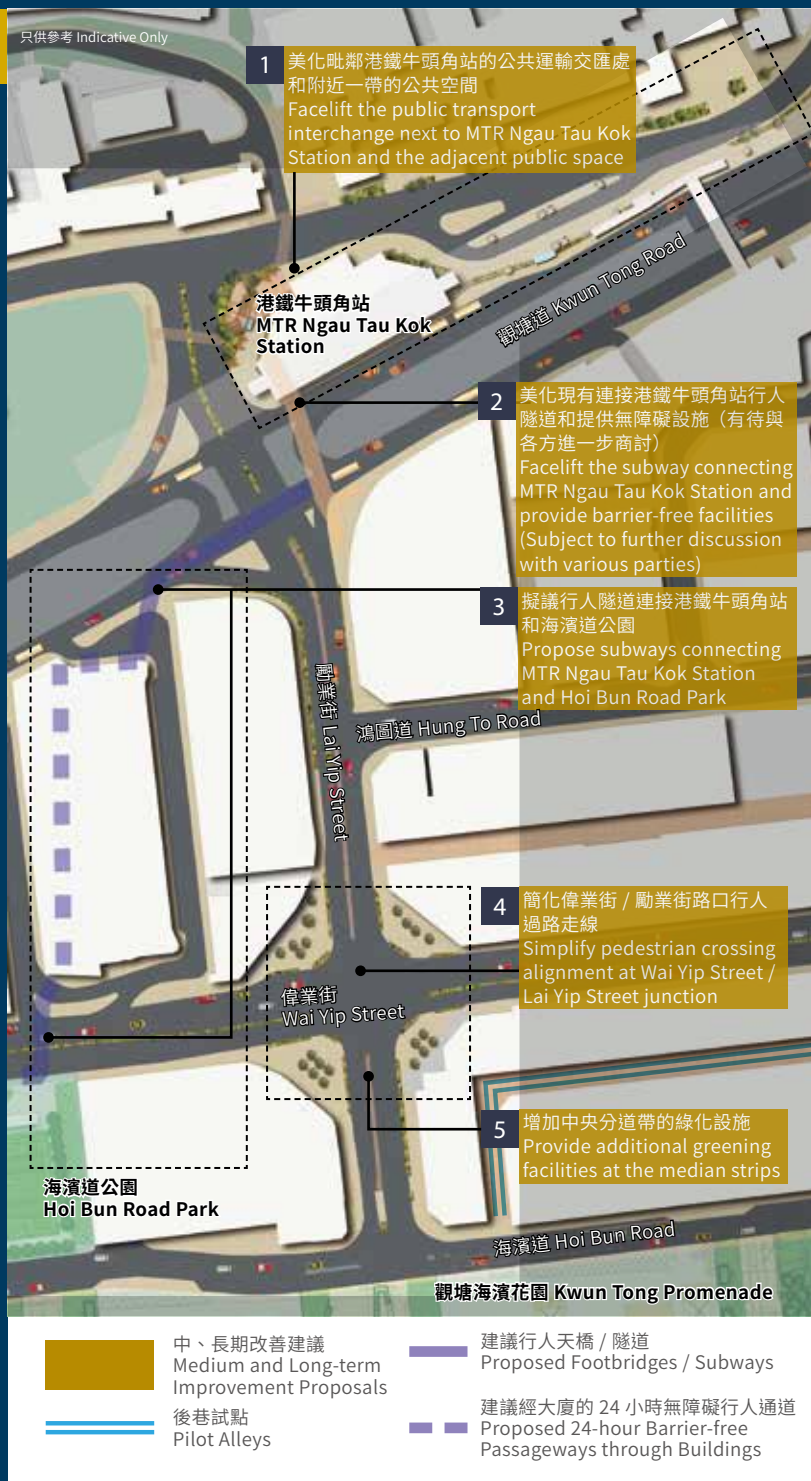 只供參考 Indicative Only
1
美化毗鄰港鐵牛頭角站的公共運輸交匯處
和附近一帶的公共空間
Facelift the public transport
interchange next to MTR Ngau Tau Kok
Station and the adjacent public space
港鐵牛頭角站
MTR Ngau Tau Kok
Station
觀塘道 Kwun Tong Road
2
美化現有連接港鐵牛頭角站行人
隧道和提供無障礙設施（有待與
各方進一步商討）
Facelift the subway connecting
MTR Ngau Tau Kok Station and
provide barrier-free facilities
(Subject to further discussion
with various parties)
3
擬議行人隧道連接港鐵牛頭角站
和海濱道公園
Propose subways connecting
MTR Ngau Tau Kok Station
and Hoi Bun Road Park
勵業街 Lai Yip Street
鴻圖道 Hung To Road
4
簡化偉業街 / 勵業街路口行人
過路走線
Simplify pedestrian crossing
alignment at Wai Yip Street /
Lai Yip Street junction
偉業街
Wai Yip Street
5
增加中央分道帶的綠化設施
Provide additional greening
facilities at the median strips
海濱道公園
Hoi Bun Road Park
海濱道 Hoi Bun Road
觀塘海濱花園 Kwun Tong Promenade
中、長期改善建議
Medium and Long-term
Improvement Proposals
後巷試點
Pilot Alleys
建議行人天橋 / 隧道
Proposed Footbridges / Subways
建議經大廈的 24 小時無障礙行人通道
Proposed 24-hour Barrier-free
Passageways through Buildings